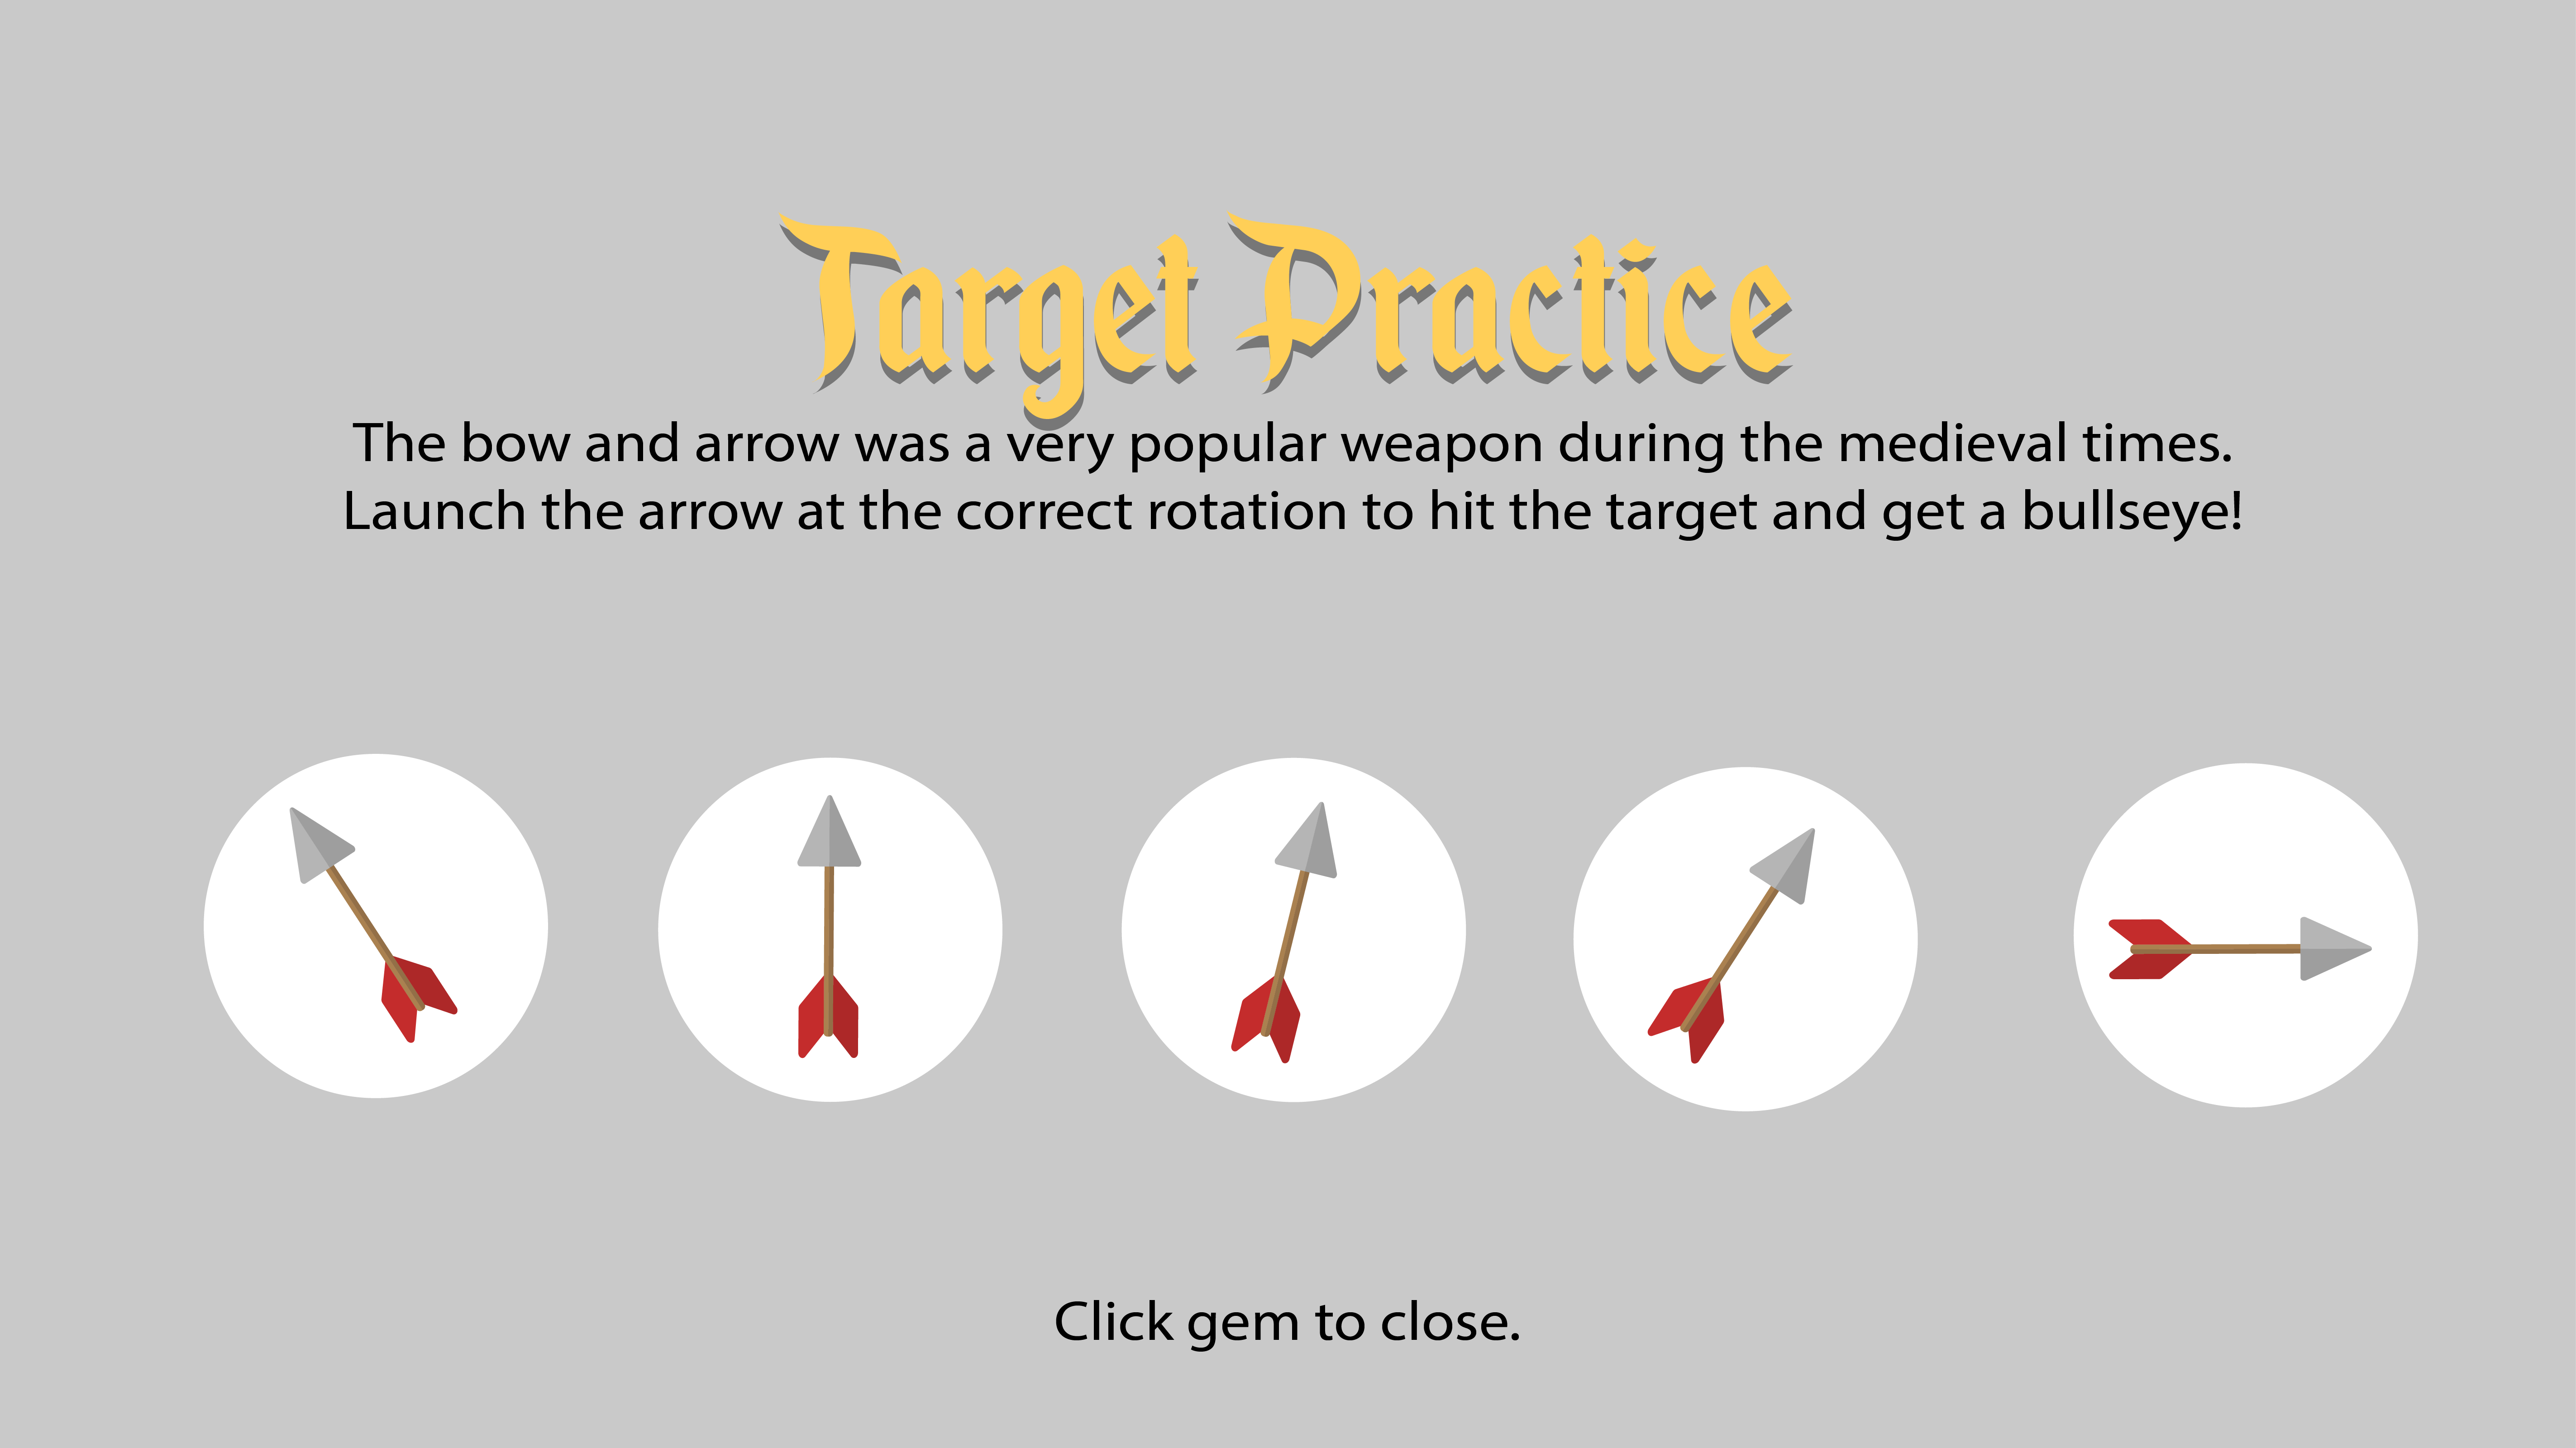 Target Practice
The bow and arrow was a very popular weapon during the medieval times.
Launch the arrow at the correct rotation to hit the target and get a bullseye!
Click gem to close.